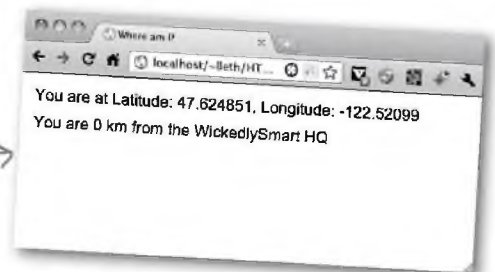 Where am I?
localhost/~Beth/HT...
You are at Latitude: 47.624851, Longitude: -122.52099
You are 0 km from the WickedlySmart HQ